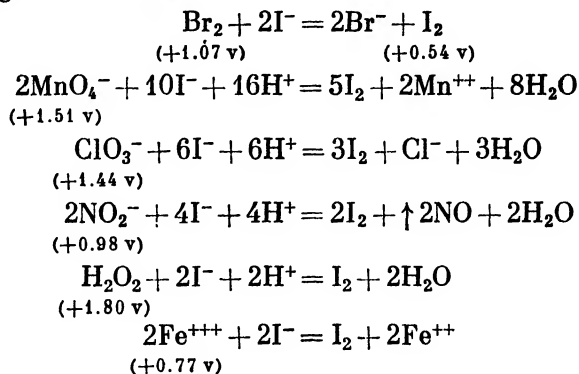 Br₂ + 2I⁻ = 2Br⁻ + I₂
(+1.07 v) (+0.54 v)
2MnO₄⁻ + 10I⁻ + 16H⁺ = 5I₂ + 2Mn⁺⁺ + 8H₂O
(+1.51 v)
ClO₃⁻ + 6I⁻ + 6H⁺ = 3I₂ + Cl⁻ + 3H₂O
(+1.44 v)
2NO₂⁻ + 4I⁻ + 4H⁺ = 2I₂ + ↑2NO + 2H₂O
(+0.98 v)
H₂O₂ + 2I⁻ + 2H⁺ = I₂ + 2H₂O
(+1.80 v)
2Fe⁺⁺⁺ + 2I⁻ = I₂ + 2Fe⁺⁺
(+0.77 v)